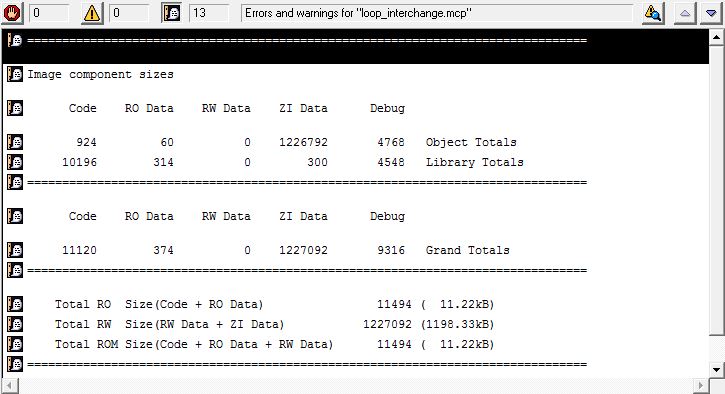 0 0 13 Errors and warnings for "loop_interchange.mcp"
================================================================================
Image component sizes
Code RO Data RW Data ZI Data Debug
924 60 0 1226792 4768 Object Totals
10196 314 0 300 4548 Library Totals
================================================================================
Code RO Data RW Data ZI Data Debug
11120 374 0 1227092 9316 Grand Totals
================================================================================
Total RO Size(Code + RO Data) 11494 ( 11.22kB)
Total RW Size(RW Data + ZI Data) 1227092 (1198.33kB)
Total ROM Size(Code + RO Data + RW Data) 11494 ( 11.22kB)
================================================================================